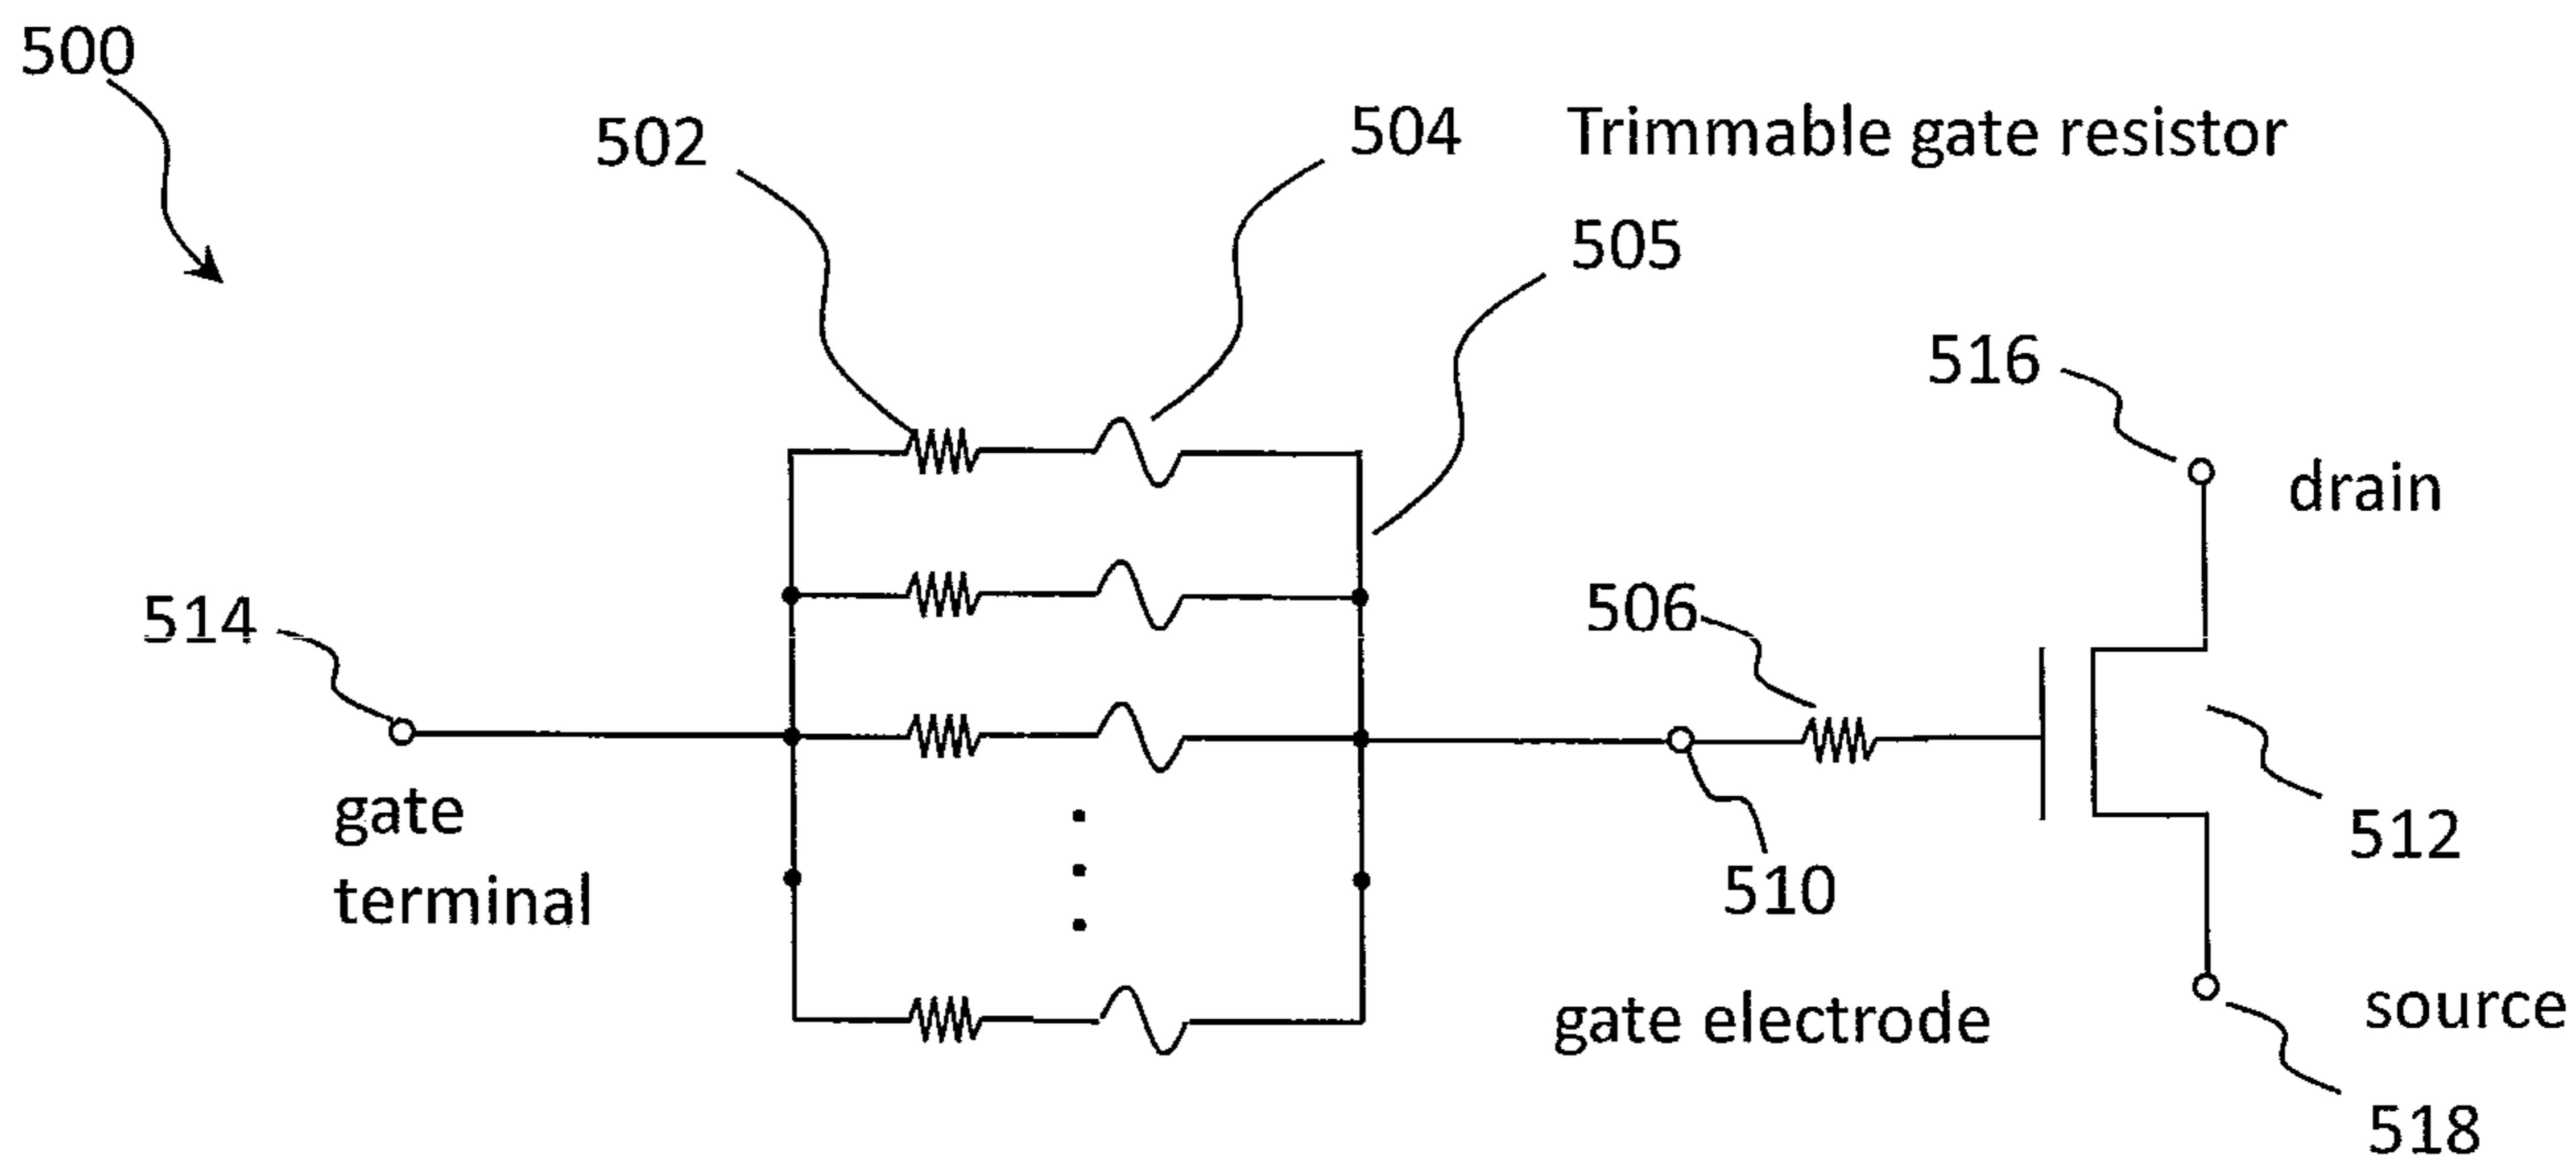 500
502
504 Trimmable gate resistor
505
516
drain
514
506
gate
terminal
512
510
gate electrode
source
518